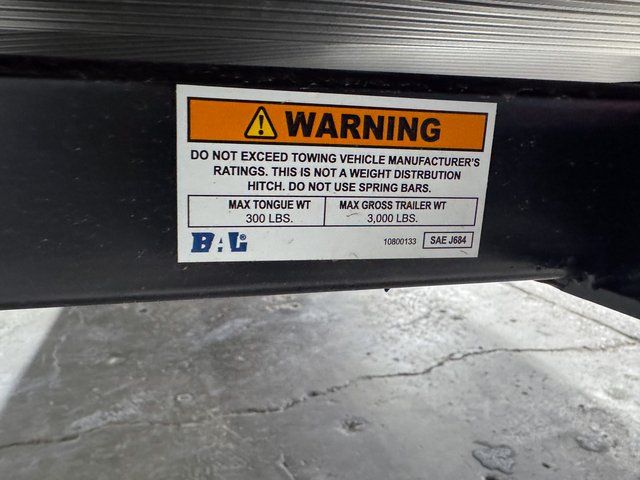 WARNING
DO NOT EXCEED TOWING VEHICLE MANUFACTURER'S
RATINGS. THIS IS NOT A WEIGHT DISTRBUTION
HITCH. DO NOT USE SPRING BARS.
MAX TONGUE WT
300 LBS.
MAX GROSS TRAILER WT
3,000 LBS.
BAL®
10800133
SAE J684